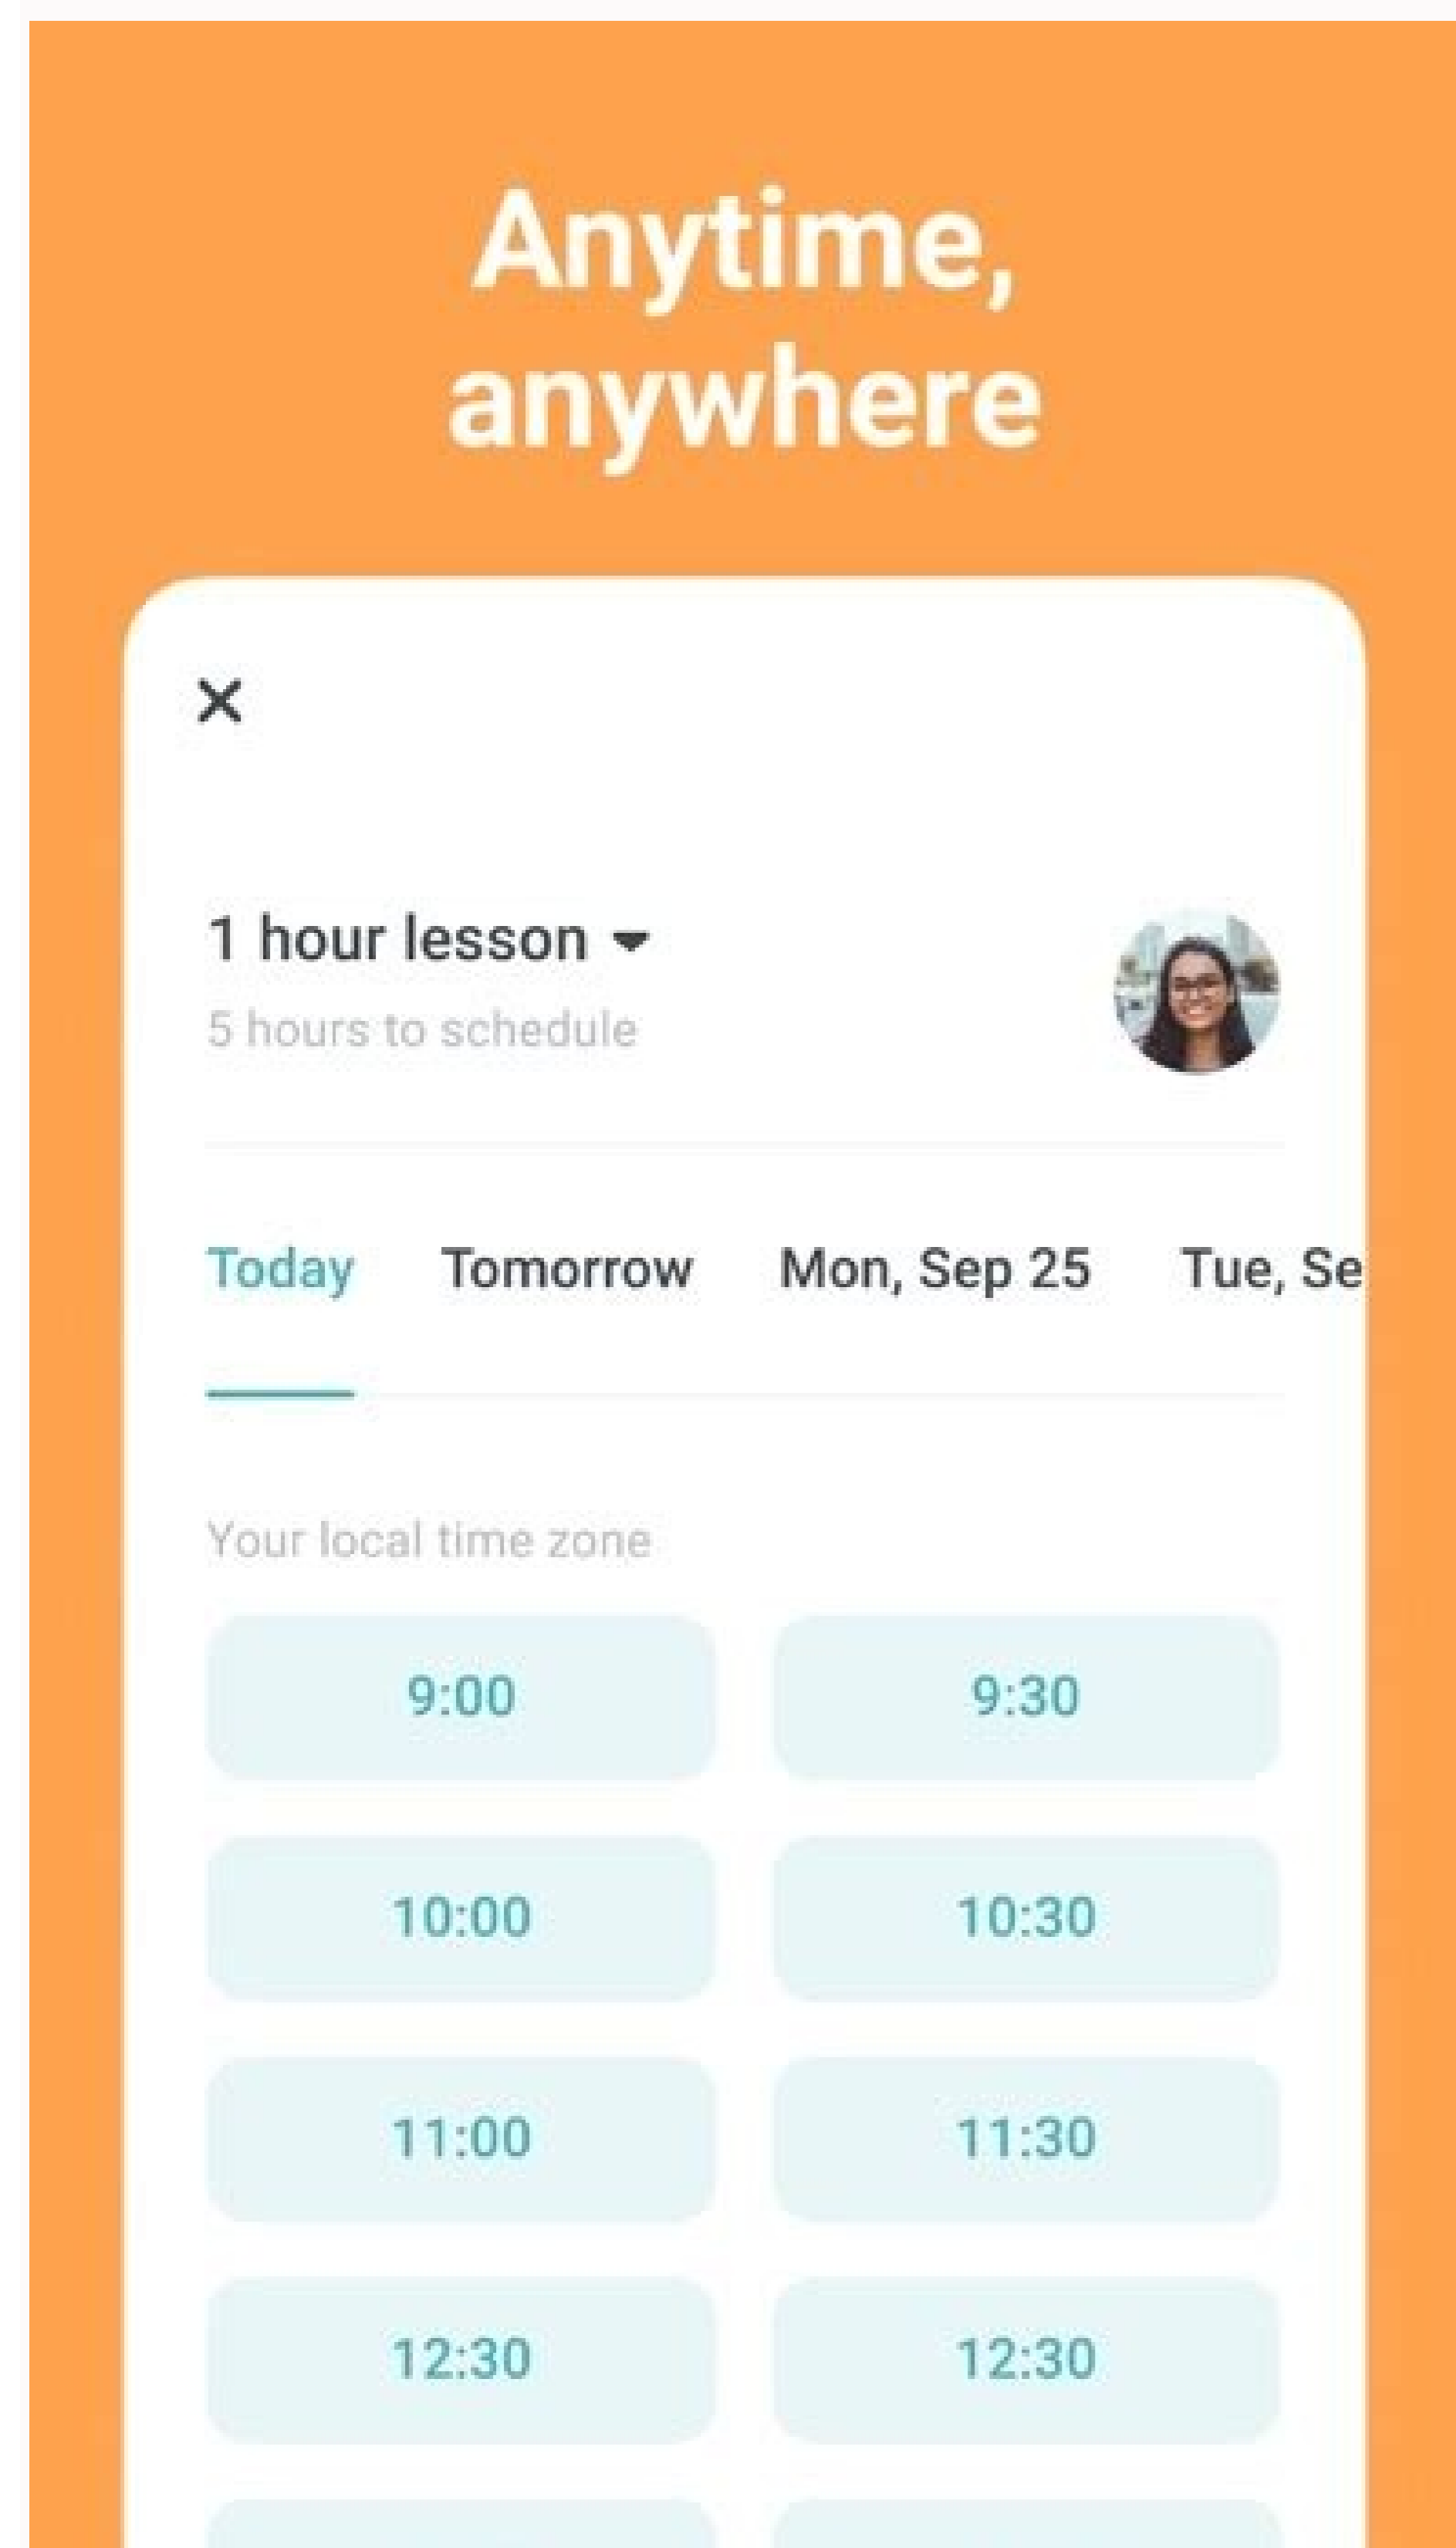 Anytime,
anywhere
1 hour lesson
5 hours to schedule
Today Tomorrow Mon, Sep 25 Tue, Se
Your local time zone
9:00 9:30
10:00 10:30
11:00 11:30
12:30 12:30